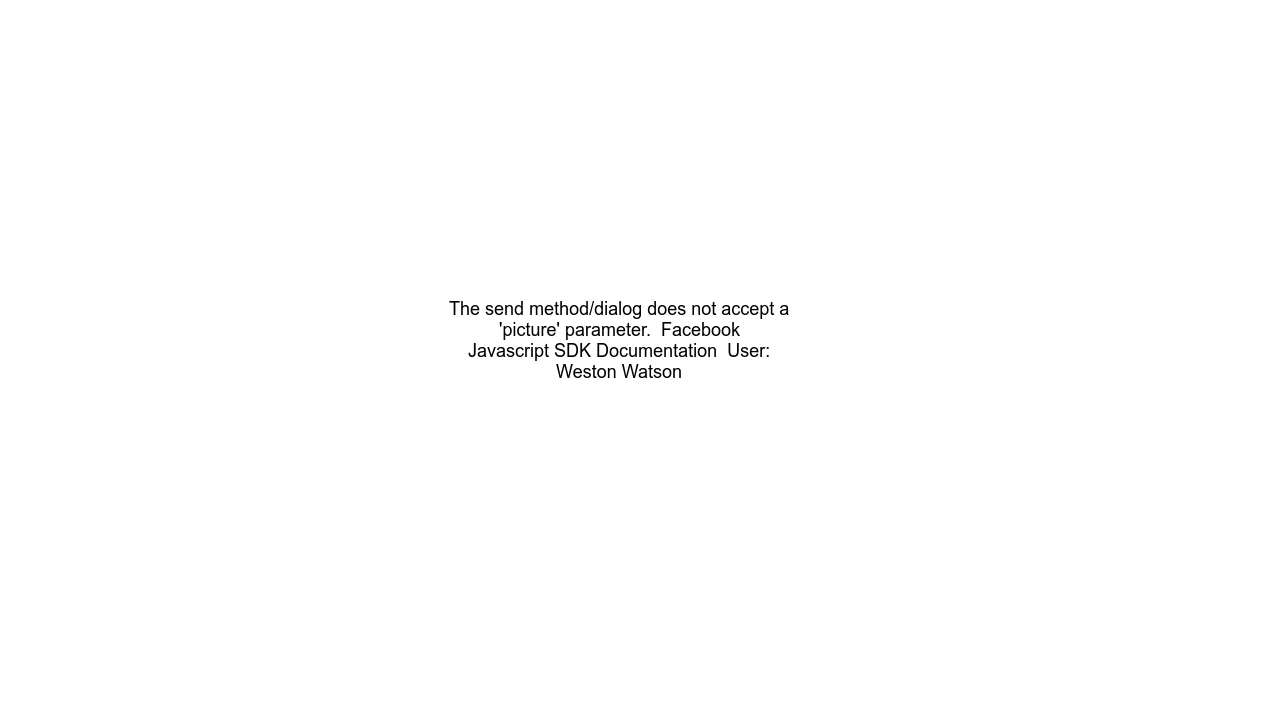 The send method/dialog does not accept a
'picture' parameter.  Facebook
Javascript SDK Documentation  User:
Weston Watson